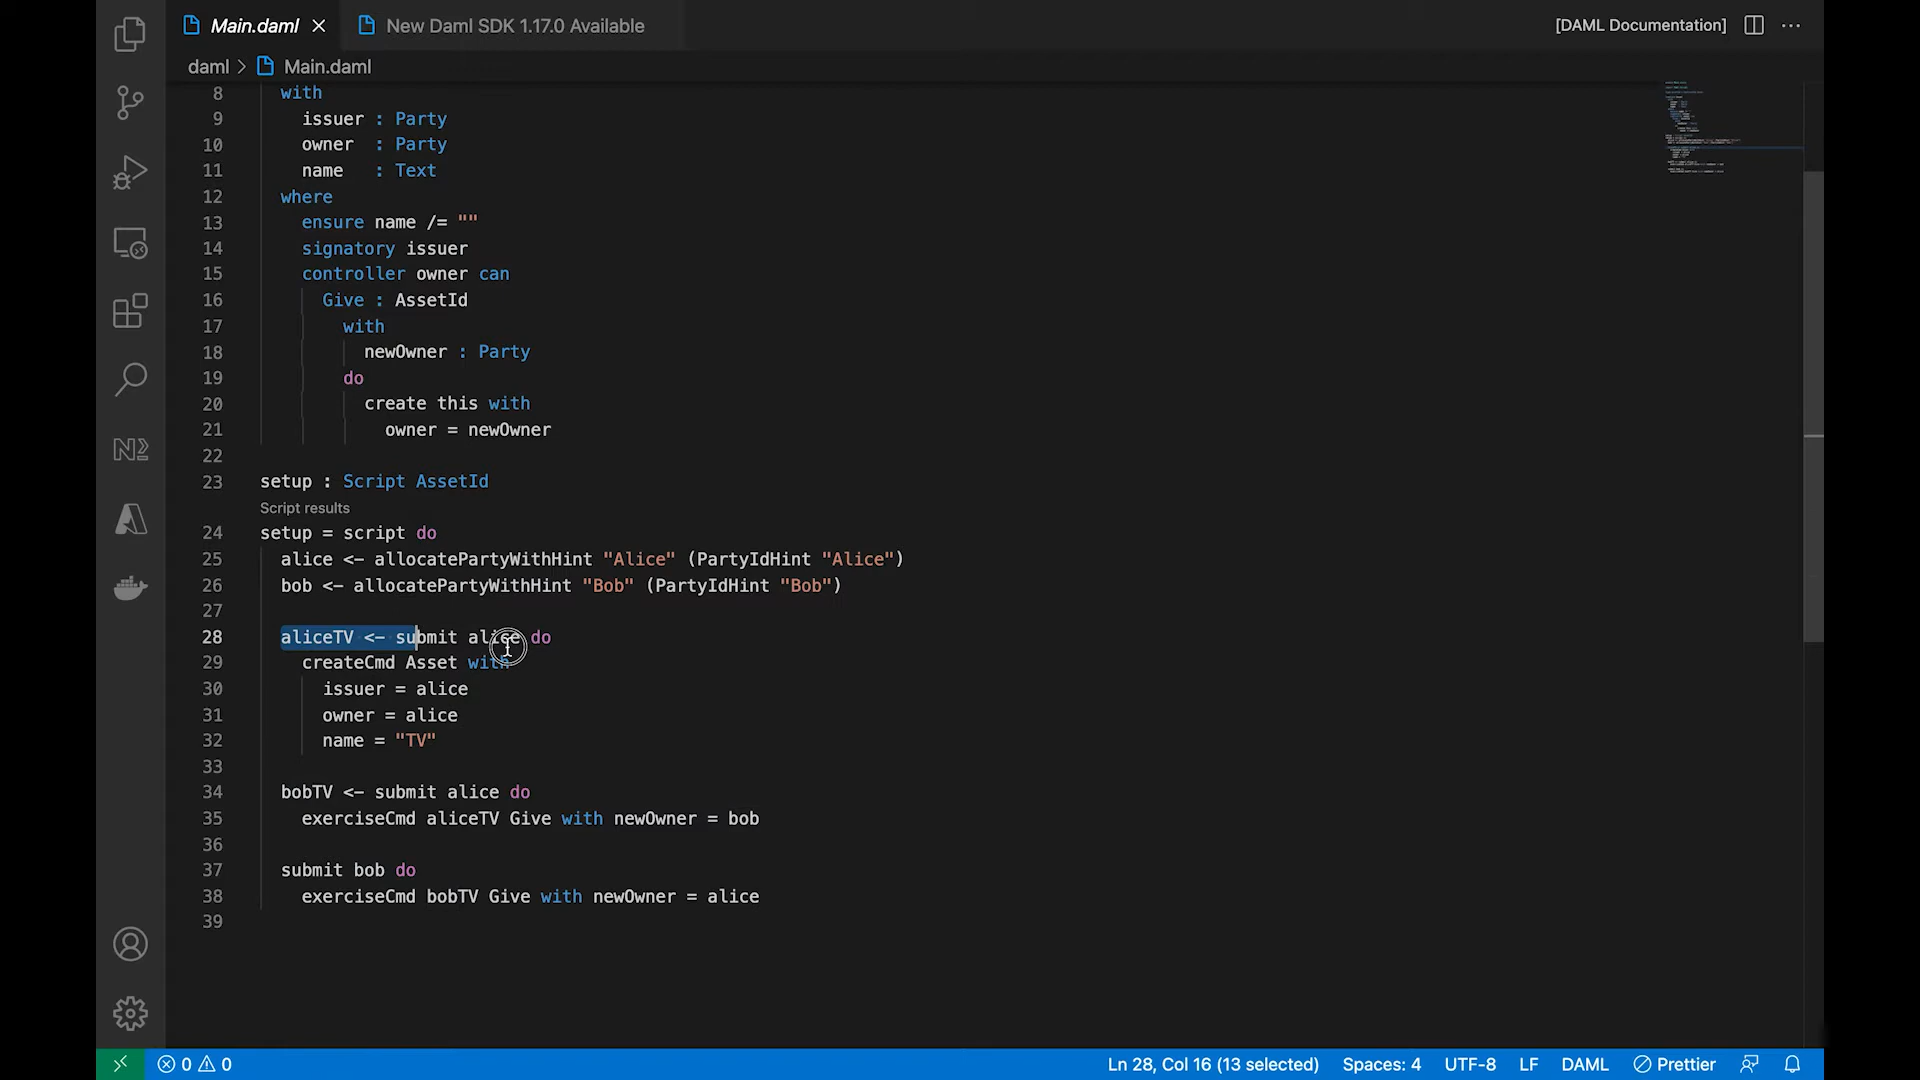 Main.daml
New Daml SDK 1.17.0 Available
[DAML Documentation]
daml > Main.daml
8 with
9 issuer : Party
10 owner : Party
11 name : Text
12 where
13 ensure name /= ""
14 signatory issuer
15 controller owner can
16 Give : AssetId
17 with
18 newOwner : Party
19 do
20 create this with
21 owner = newOwner
22
23 setup : Script AssetId
Script results
24 setup = script do
25 alice <- allocatePartyWithHint "Alice" (PartyIdHint "Alice")
26 bob <- allocatePartyWithHint "Bob" (PartyIdHint "Bob")
27
28 aliceTV <- submit alice do
29 createCmd Asset with
30 issuer = alice
31 owner = alice
32 name = "TV"
33
34 bobTV <- submit alice do
35 exerciseCmd aliceTV Give with newOwner = bob
36
37 submit bob do
38 exerciseCmd bobTV Give with newOwner = alice
39
0 0 Ln 28, Col 16 (13 selected) Spaces: 4 UTF-8 LF DAML Prettier